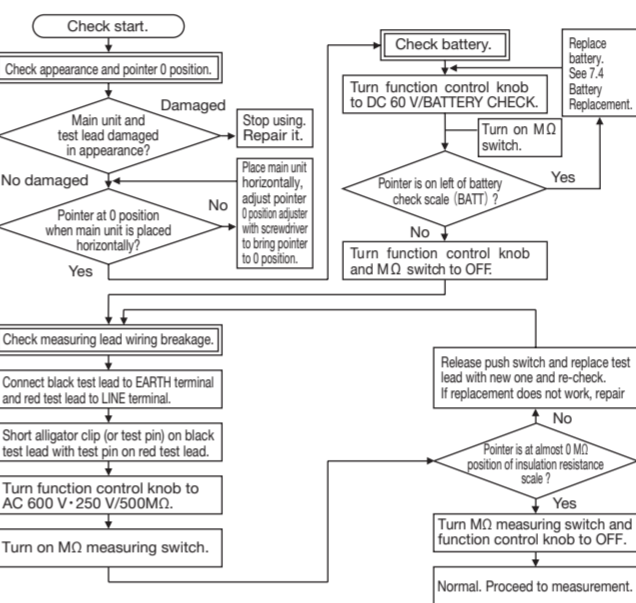 Check start.
Check appearance and pointer 0 position.
Main unit and
test lead damaged
in appearance?
Damaged
Stop using.
Repair it.
No damaged
Pointer at 0 position
when main unit is placed
horizontally?
No
Place main unit
horizontally,
adjust pointer
0 position adjuster
with screwdriver
to bring pointer
to 0 position.
Yes
Check battery.
Turn function control knob
to DC 60 V/BATTERY CHECK.
Turn on MΩ
switch.
Pointer is on left of battery
check scale (BATT) ?
Yes
Replace
battery.
See 7.4
Battery
Replacement.
No
Turn function control knob
and MΩ switch to OFF.
Check measuring lead wiring breakage.
Connect black test lead to EARTH terminal
and red test lead to LINE terminal.
Short alligator clip (or test pin) on black
test lead with test pin on red test lead.
Turn function control knob to
AC 600 V・250 V/500MΩ.
Turn on MΩ measuring switch.
Release push switch and replace test
lead with new one and re-check.
If replacement does not work, repair
No
Pointer is at almost 0 MΩ
position of insulation resistance
scale ?
Yes
Turn MΩ measuring switch and
function control knob to OFF.
Normal. Proceed to measurement.